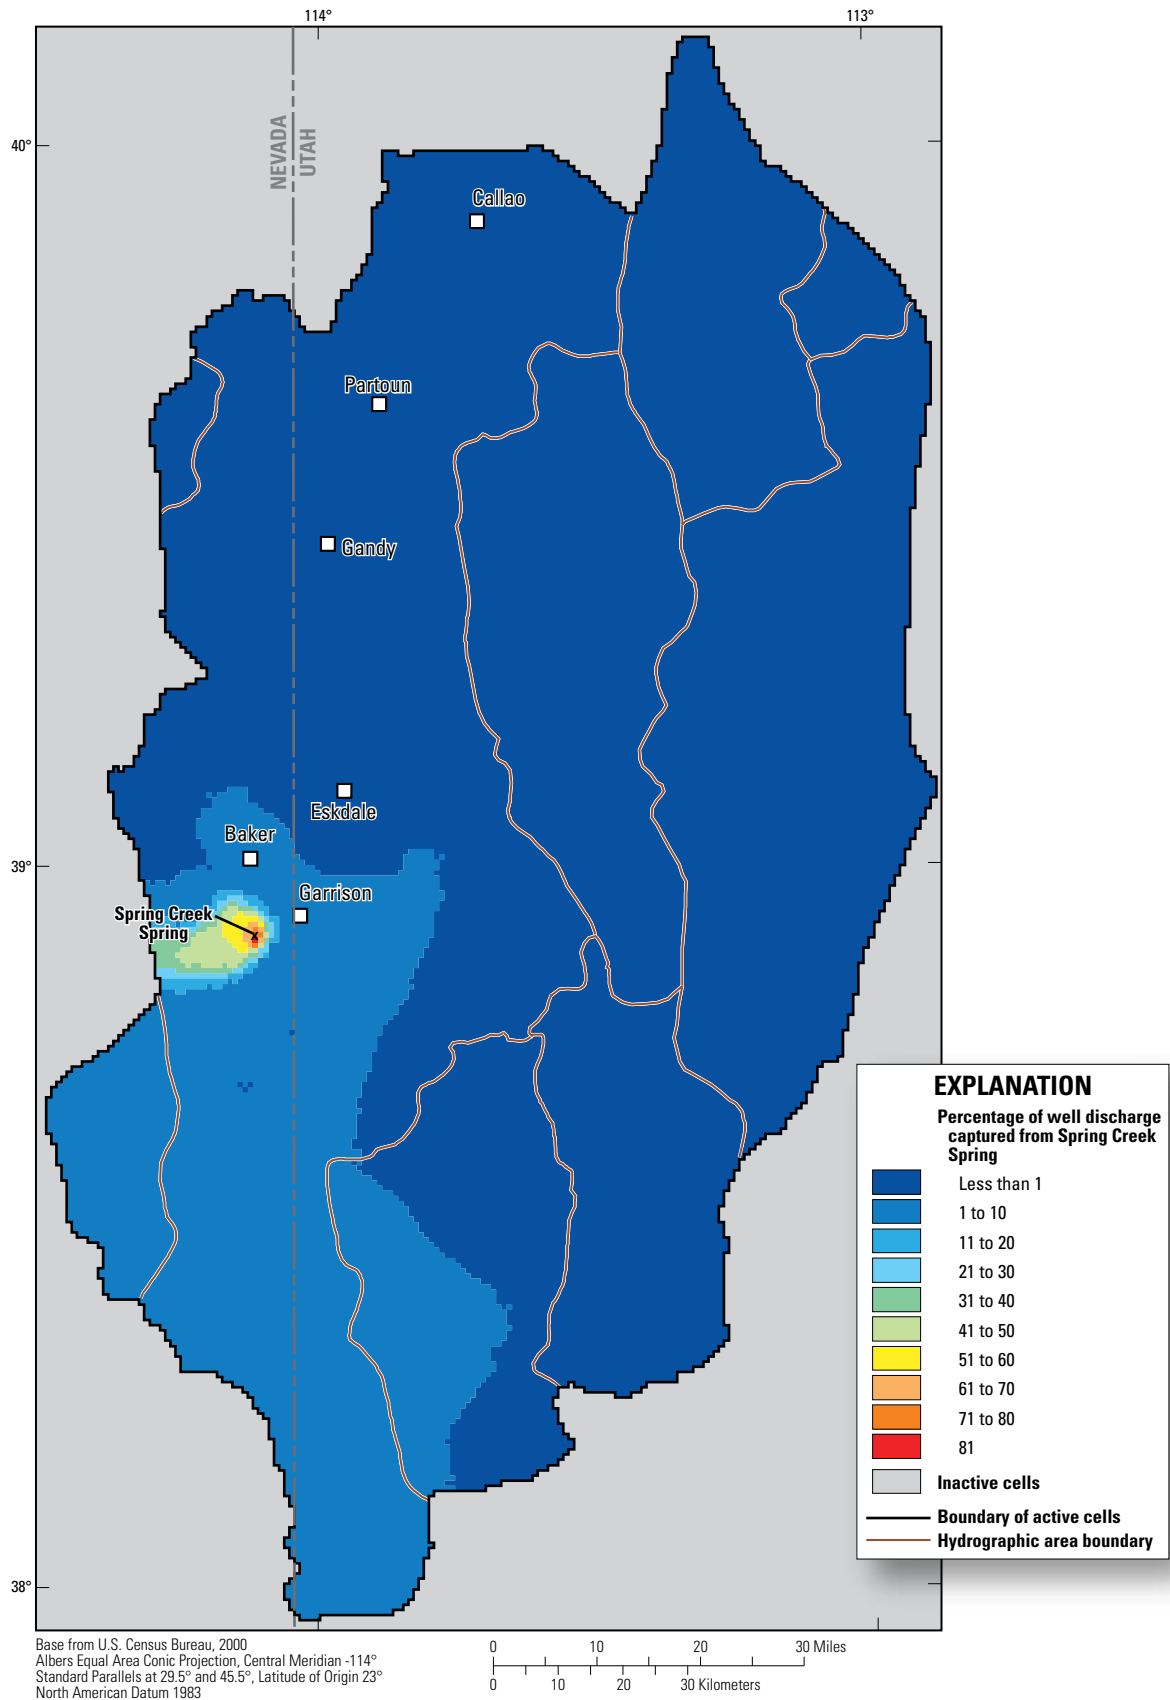 114°
113°
40°
NEVADA
UTAH
Callao
Partoun
Gandy
Eskdale
Baker
39°
Garrison
Spring Creek
Spring
38°
EXPLANATION
Percentage of well discharge
captured from Spring Creek
Spring
Less than 1
1 to 10
11 to 20
21 to 30
31 to 40
41 to 50
51 to 60
61 to 70
71 to 80
81
Inactive cells
Boundary of active cells
Hydrographic area boundary
Base from U.S. Census Bureau, 2000
Albers Equal Area Conic Projection, Central Meridian -114°
Standard Parallels at 29.5° and 45.5°, Latitude of Origin 23°
North American Datum 1983
0 10 20 30 Miles
0 10 20 30 Kilometers